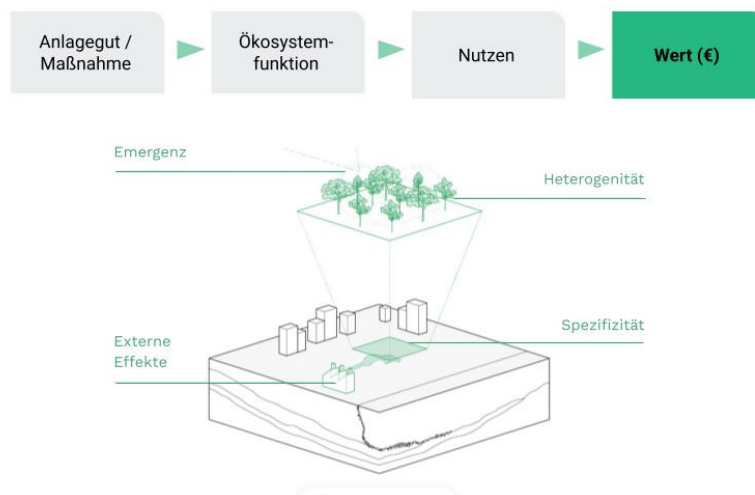 Anlagegut /
Maßnahme
Ökosystem-
funktion
Nutzen
Wert (€)
Emergenz
Heterogenität
Spezifizität
Externe
Effekte